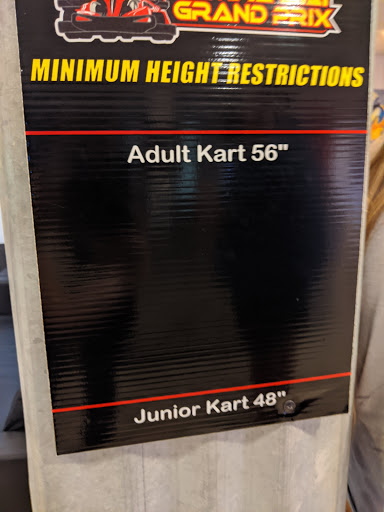 GRAND PRIX
MINIMUM HEIGHT RESTRICTIONS
Adult Kart 56"
Junior Kart 48"